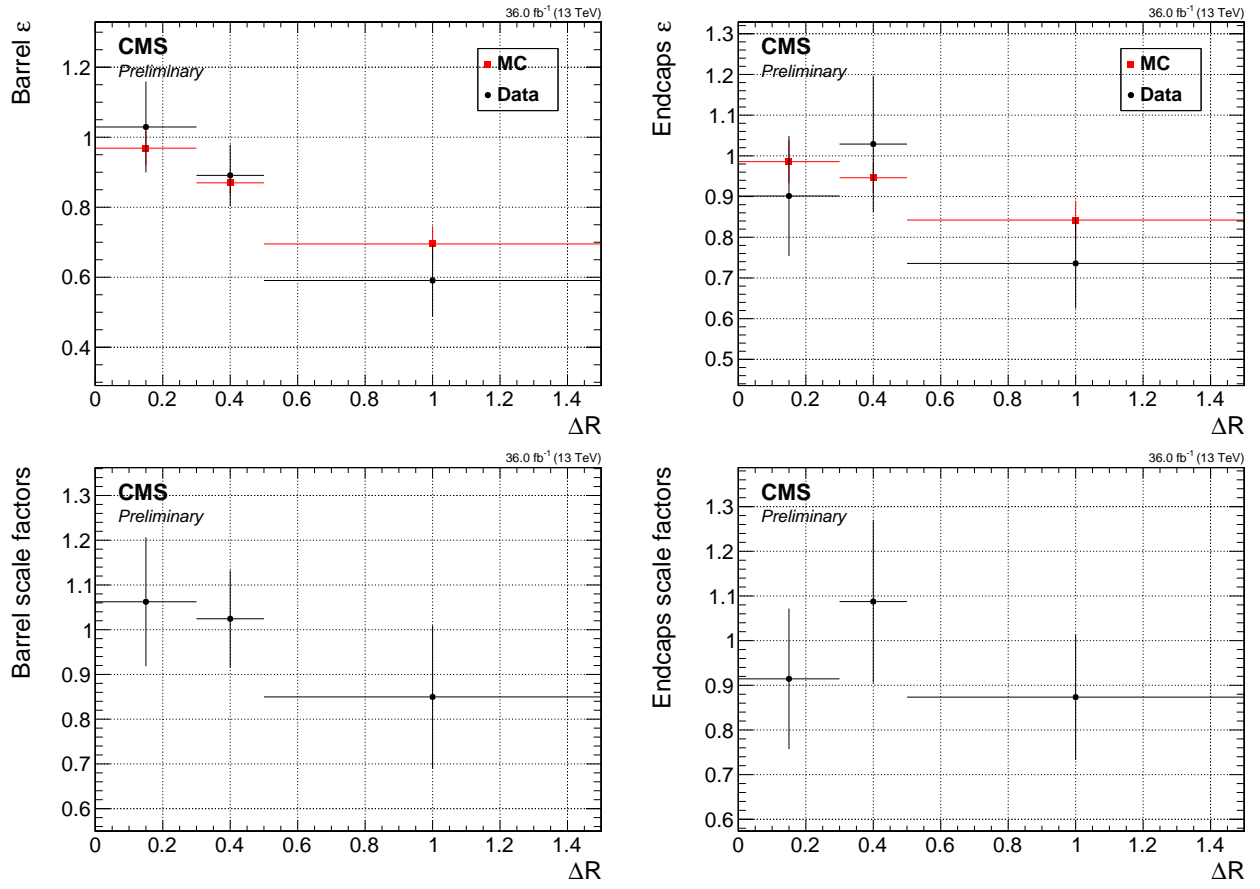 36.0 fb⁻¹ (13 TeV)
Barrel ε
CMS
Preliminary
MC
Data
1.2
1
0.8
0.6
0.4
0 0.2 0.4 0.6 0.8 1 1.2 1.4
ΔR
36.0 fb⁻¹ (13 TeV)
Endcaps ε
CMS
Preliminary
MC
Data
1.3
1.2
1.1
1
0.9
0.8
0.7
0.6
0.5
0 0.2 0.4 0.6 0.8 1 1.2 1.4
ΔR
36.0 fb⁻¹ (13 TeV)
Barrel scale factors
CMS
Preliminary
1.3
1.2
1.1
1
0.9
0.8
0.7
0.6
0 0.2 0.4 0.6 0.8 1 1.2 1.4
ΔR
36.0 fb⁻¹ (13 TeV)
Endcaps scale factors
CMS
Preliminary
1.3
1.2
1.1
1
0.9
0.8
0.7
0.6
0 0.2 0.4 0.6 0.8 1 1.2 1.4
ΔR